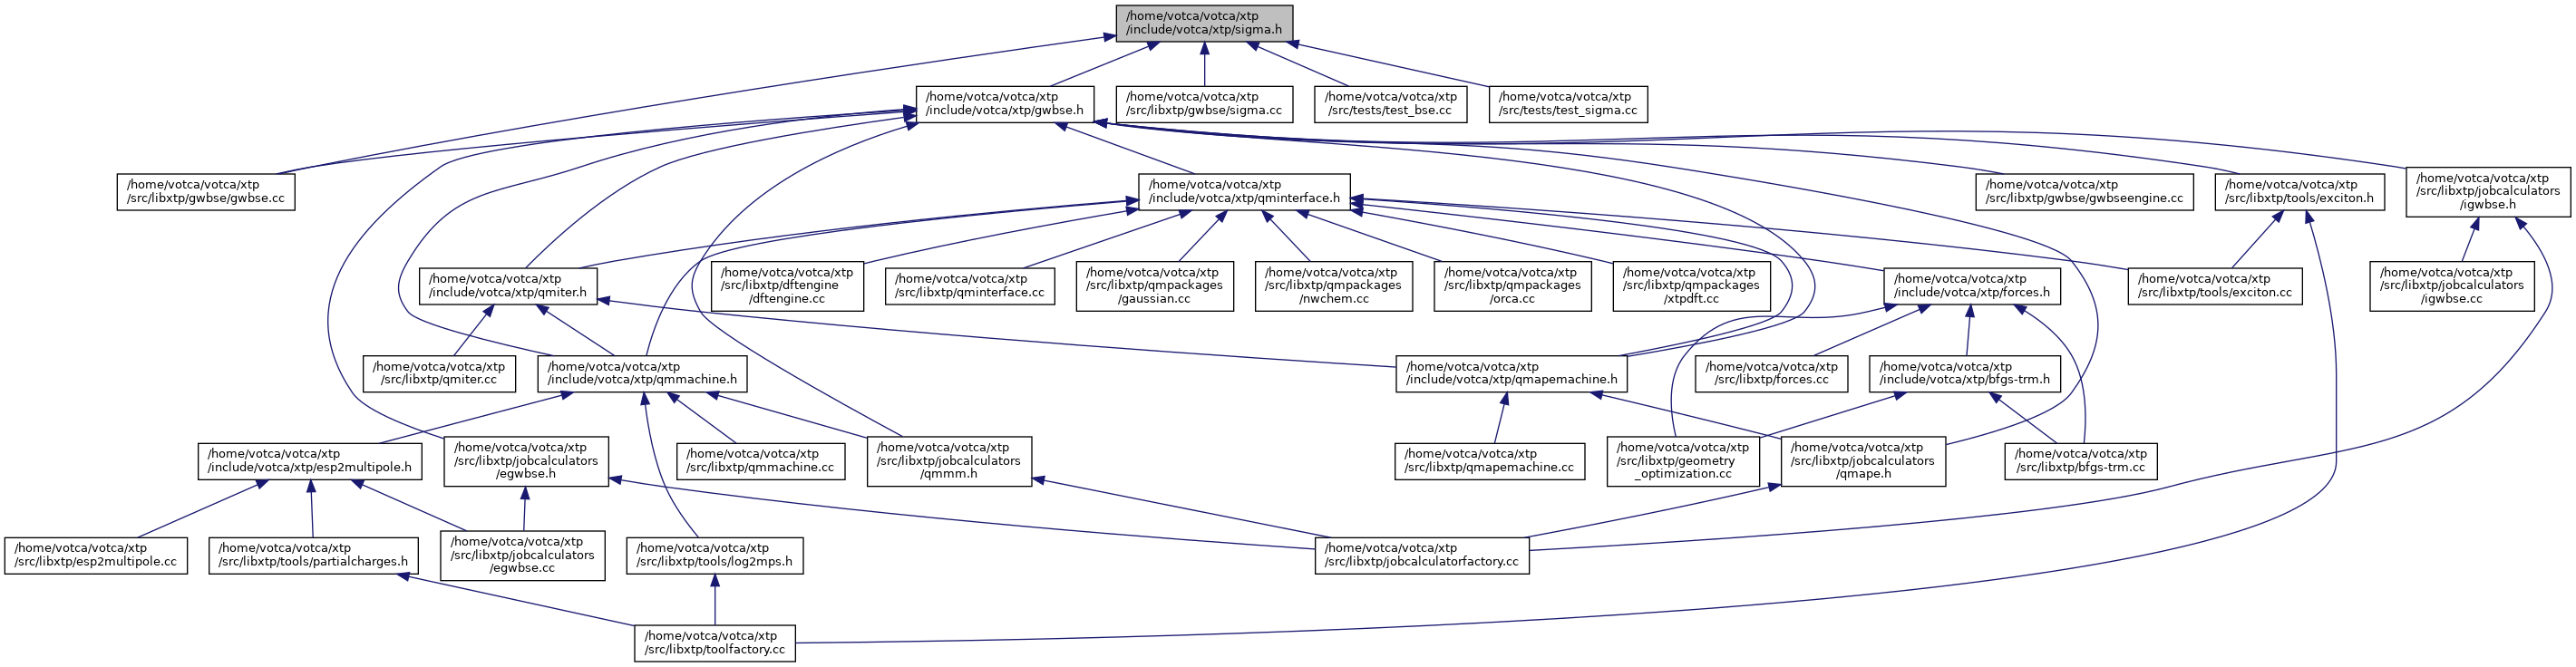 /home/votca/votca/xtp
/include/votca/xtp/sigma.h
/home/votca/votca/xtp
/include/votca/xtp/gwbse.h
/home/votca/votca/xtp
/src/libxtp/gwbse/sigma.cc
/home/votca/votca/xtp
/src/tests/test_bse.cc
/home/votca/votca/xtp
/src/tests/test_sigma.cc
/home/votca/votca/xtp
/src/libxtp/gwbse/gwbse.cc
/home/votca/votca/xtp
/include/votca/xtp/qminterface.h
/home/votca/votca/xtp
/src/libxtp/gwbse/gwbseengine.cc
/home/votca/votca/xtp
/src/libxtp/tools/exciton.h
/home/votca/votca/xtp
/src/libxtp/jobcalculators
/igwbse.h
/home/votca/votca/xtp
/include/votca/xtp/qmiter.h
/home/votca/votca/xtp
/src/libxtp/dftengine
/dftengine.cc
/home/votca/votca/xtp
/src/libxtp/qminterface.cc
/home/votca/votca/xtp
/src/libxtp/qmpackages
/gaussian.cc
/home/votca/votca/xtp
/src/libxtp/qmpackages
/nwchem.cc
/home/votca/votca/xtp
/src/libxtp/qmpackages
/orca.cc
/home/votca/votca/xtp
/src/libxtp/qmpackages
/xtpdft.cc
/home/votca/votca/xtp
/include/votca/xtp/forces.h
/home/votca/votca/xtp
/src/libxtp/tools/exciton.cc
/home/votca/votca/xtp
/src/libxtp/jobcalculators
/igwbse.cc
/home/votca/votca/xtp
/src/libxtp/qmiter.cc
/home/votca/votca/xtp
/include/votca/xtp/qmmachine.h
/home/votca/votca/xtp
/include/votca/xtp/qmapemachine.h
/home/votca/votca/xtp
/src/libxtp/forces.cc
/home/votca/votca/xtp
/include/votca/xtp/bfgs-trm.h
/home/votca/votca/xtp
/include/votca/xtp/esp2multipole.h
/home/votca/votca/xtp
/src/libxtp/jobcalculators
/egwbse.h
/home/votca/votca/xtp
/src/libxtp/qmmachine.cc
/home/votca/votca/xtp
/src/libxtp/jobcalculators
/qmmm.h
/home/votca/votca/xtp
/src/libxtp/qmapemachine.cc
/home/votca/votca/xtp
/src/libxtp/geometry
_optimization.cc
/home/votca/votca/xtp
/src/libxtp/jobcalculators
/qmape.h
/home/votca/votca/xtp
/src/libxtp/bfgs-trm.cc
/home/votca/votca/xtp
/src/libxtp/esp2multipole.cc
/home/votca/votca/xtp
/src/libxtp/tools/partialcharges.h
/home/votca/votca/xtp
/src/libxtp/jobcalculators
/egwbse.cc
/home/votca/votca/xtp
/src/libxtp/tools/log2mps.h
/home/votca/votca/xtp
/src/libxtp/jobcalculatorfactory.cc
/home/votca/votca/xtp
/src/libxtp/toolfactory.cc